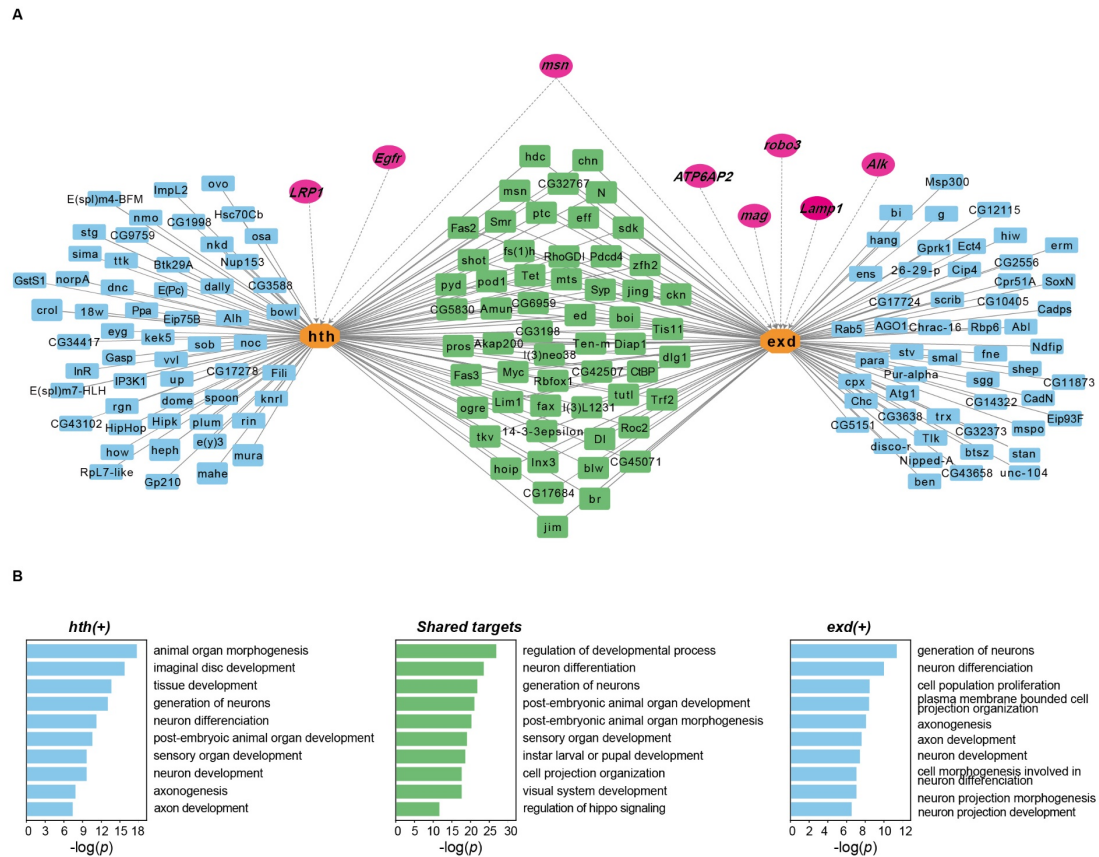 A
msn
robo3
Egfr
Alk
hdc
chn
ATP6AP2
LRP1
ovo
ImpL2
E(spl)m4-BFM
msn
CG32767
N
Msp300
Lamp1
mag
nmo
CG1998
Hsc70Cb
Fas2
Smr
ptc
eff
sdk
bi
g
CG12115
stg
CG9759
nkd
osa
hang
Gprk1
Ect4
hiw
erm
sima
ttk
Btk29A
Nup153
shot
fs(1)h
RhoGDI
Pdcd4
zfh2
ens
26-29-p
Cip4
CG2556
GstS1
norpA
dnc
E(Pc)
dally
CG3588
pyd
pod1
Tet
mts
Syp
jing
ckn
Cpr51A
SoxN
crol
18w
Ppa
Eip75B
Alh
bowl
CG5830
Amun
CG6959
ed
boi
Tis11
CG17724
scrib
CG10405
Cadps
CG34417
eyg
kek5
sob
noc
hth
pros
Akap200
CG3198
l(3)neo38
Ten-m
Diap1
dlg1
exd
Rab5
AGO1
Chrac-16
Rbp6
Abl
Ndfip
InR
Gasp
vvl
CG17278
Fili
Fas3
Myc
Rbfox1
CG42507
CtBP
para
stv
smal
fne
shep
E(spl)m7-HLH
IP3K1
up
cpx
Pur-alpha
sgg
CG11873
rgn
dome
spoon
knrl
ogre
Lim1
fax
l(3)L1231
tutl
Trf2
Chc
Atg1
CG14322
CadN
CG43102
HipHop
Hipk
plum
rin
14-3-3epsilon
Roc2
CG5151
CG3638
trx
CG32373
mspo
Eip93F
how
heph
e(y)3
mura
tkv
Dl
disco-r
Tlk
btsz
stan
RpL7-like
Gp210
mahe
hoip
Inx3
blw
CG45071
Nipped-A
CG43658
unc-104
ben
CG17684
br
jim
B
hth(+)
animal organ morphogenesis
imaginal disc development
tissue development
generation of neurons
neuron differenciation
post-embryoic animal organ development
sensory organ development
neuron development
axonogenesis
axon development
0 3 6 9 12 15 18
-log(p)
Shared targets
regulation of developmental process
neuron differentiation
generation of neurons
post-embryonic animal organ development
post-embryonic animal organ morphogenesis
sensory organ development
instar larval or pupal development
cell projection organization
visual system development
regulation of hippo signaling
0 5 10 15 20 25 30
-log(p)
exd(+)
generation of neurons
neuron differenciation
cell population proliferation
plasma membrane bounded cell
projection organization
axonogenesis
axon development
neuron development
cell morphogenesis involved in
neuron differenciation
neuron projection morphogenesis
neuron projection development
0 2 4 6 8 10 12
-log(p)